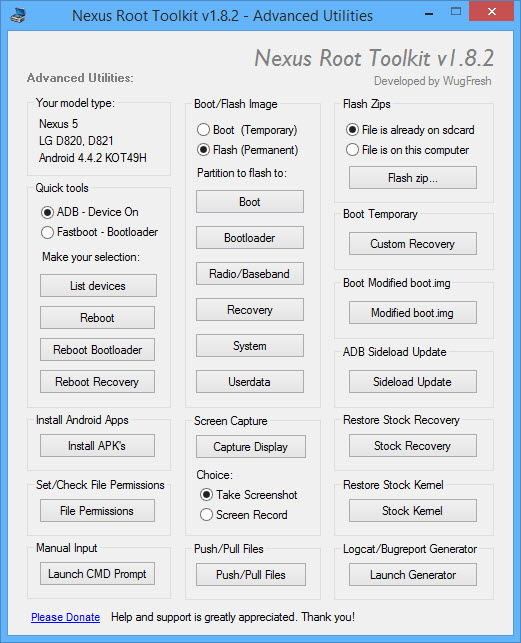 Nexus Root Toolkit v1.8.2 - Advanced Utilities
Nexus Root Toolkit v1.8.2
Advanced Utilities:
Developed by WugFresh
Your model type:
Nexus 5
LG D820, D821
Android 4.4.2 KOT49H
Quick tools
ADB - Device On
Fastboot - Bootloader
Make your selection:
List devices
Reboot
Reboot Bootloader
Reboot Recovery
Install Android Apps
Install APK's
Set/Check File Permissions
File Permissions
Manual Input
Launch CMD Prompt
Boot/Flash Image
Boot (Temporary)
Flash (Permanent)
Partition to flash to:
Boot
Bootloader
Radio/Baseband
Recovery
System
Userdata
Screen Capture
Capture Display
Choice:
Take Screenshot
Screen Record
Push/Pull Files
Push/Pull Files
Flash Zips
File is already on sdcard
File is on this computer
Flash zip...
Boot Temporary
Custom Recovery
Boot Modified boot.img
Modified boot.img
ADB Sideload Update
Sideload Update
Restore Stock Recovery
Stock Recovery
Restore Stock Kernel
Stock Kernel
Logcat/Bugreport Generator
Launch Generator
Please Donate Help and support is greatly appreciated. Thank you!